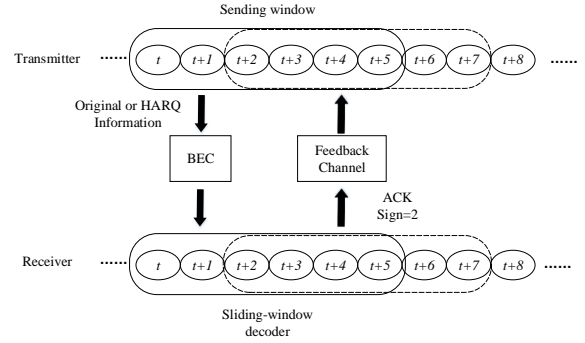 Sending window
Transmitter ...... t t+1 t+2 t+3 t+4 t+5 t+6 t+7 t+8 ......
Original or HARQ
Information
BEC
Feedback
Channel
ACK
Sign=2
Receiver ...... t t+1 t+2 t+3 t+4 t+5 t+6 t+7 t+8 ......
Sliding-window
decoder